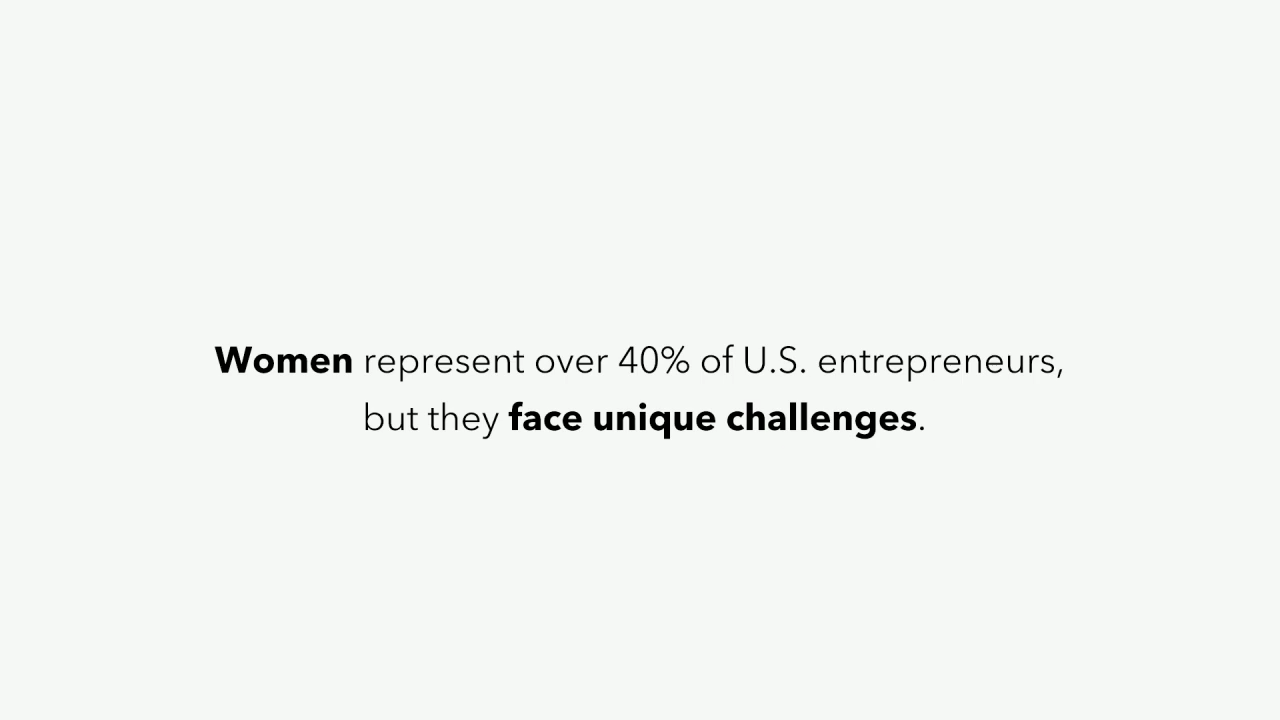 Women represent over 40% of U.S. entrepreneurs,
but they face unique challenges.